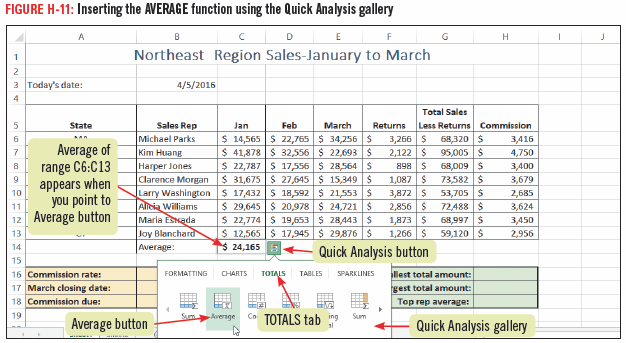 FIGURE H-11: Inserting the AVERAGE function using the Quick Analysis gallery
A B C D E F G H I J
1 Northeast Region Sales-January to March
2
3 Today's date: 4/5/2016
4
Total Sales
5 State Sales Rep Jan Feb March Returns Less Returns Commission
6 Michael Parks $ 14,565 $ 22,765 $ 34,256 $ 3,266 $ 68,320 $ 3,416
7 Kim Huang $ 41,878 $ 32,556 $ 22,693 $ 2,122 $ 95,005 $ 4,750
8 Harper Jones $ 22,787 $ 17,556 $ 28,564 $ 898 $ 68,009 $ 3,400
9 Clarence Morgan $ 31,675 $ 27,645 $ 15,349 $ 1,087 $ 73,582 $ 3,679
10 Larry Washington $ 17,432 $ 18,592 $ 21,553 $ 3,872 $ 53,705 $ 2,685
11 Alicia Williams $ 29,645 $ 20,978 $ 24,721 $ 2,856 $ 72,488 $ 3,624
12 Maria Estrada $ 22,774 $ 19,653 $ 28,443 $ 1,873 $ 68,997 $ 3,450
13 Joy Blanchard $ 12,565 $ 17,945 $ 29,876 $ 1,266 $ 59,120 $ 2,956
14 Average: $ 24,165
Average of
range C6:C13
appears when
you point to
Average button
Quick Analysis button
16 Commission rate: llest total amount:
17 March closing date: rgest total amount:
18 Commission due: Top rep average:
19
FORMATTING CHARTS TOTALS TABLES SPARKLINES
Sum Average Co ing Sum
al
Average button
TOTALS tab
Quick Analysis gallery